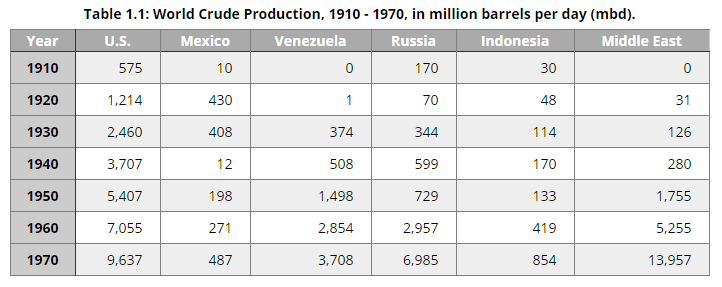 Table 1.1: World Crude Production, 1910 - 1970, in million barrels per day (mbd).
Year U.S. Mexico Venezuela Russia Indonesia Middle East
1910 575 10 0 170 30 0
1920 1,214 430 1 70 48 31
1930 2,460 408 374 344 114 126
1940 3,707 12 508 599 170 280
1950 5,407 198 1,498 729 133 1,755
1960 7,055 271 2,854 2,957 419 5,255
1970 9,637 487 3,708 6,985 854 13,957